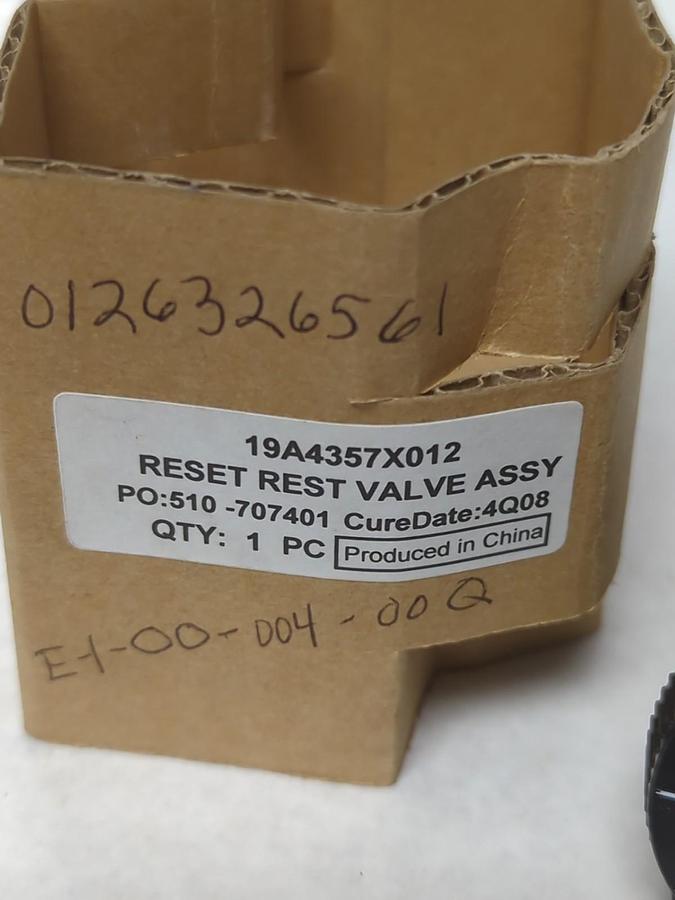 0126326561
19A4357X012
RESET REST VALVE ASSY
PO:510 -707401 CureDate:4Q08
QTY: 1 PC Produced in China
E-1-00-004-00Q